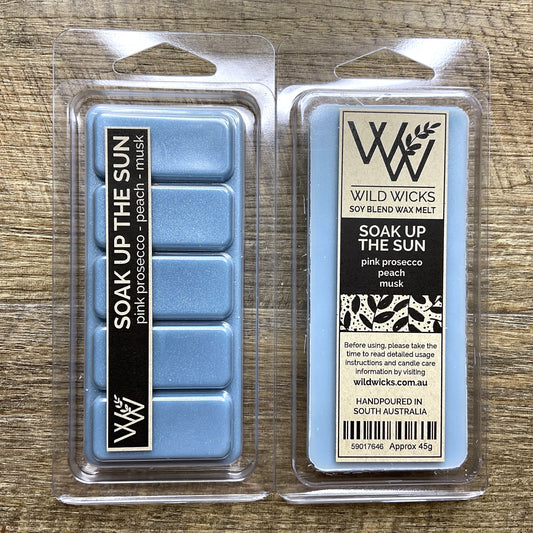 SOAK UP THE SUN
pink prosecco - peach - musk
WW
WW
WILD WICKS
SOY BLEND WAX MELT
SOAK UP
THE SUN
pink prosecco
peach
musk
Before using, please take the
time to read detailed usage
instructions and candle care
information by visiting
wildwicks.com.au
HANDPOURED IN
SOUTH AUSTRALIA
59017646 Approx 45g